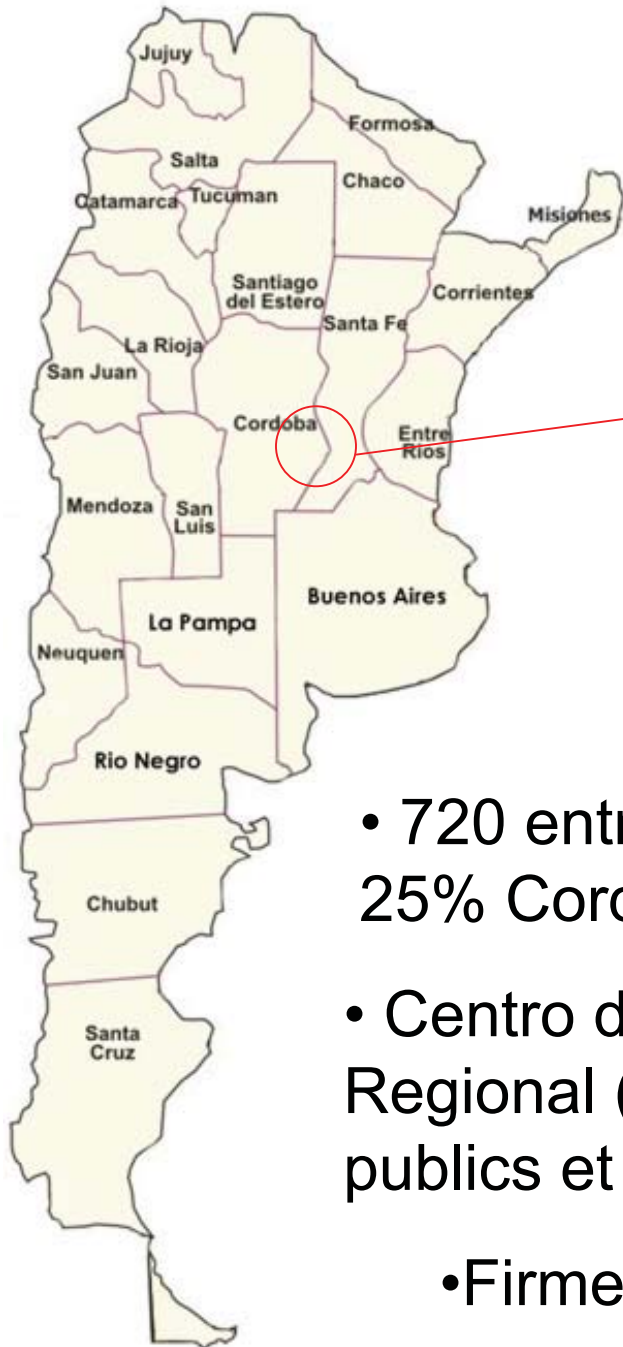 Jujuy
Formosa
Salta
Chaco
Catamarca
Tucuman
Misiones
Santiago
del Estero
Corrientes
Santa Fe
La Rioja
San Juan
Cordoba
Entre
Rios
Mendoza
San
Luis
Buenos Aires
La Pampa
Neuquen
Rio Negro
• 720 entr
25% Coro
Chubut
• Centro d
Regional (
Santa
Cruz
publics et
•Firme